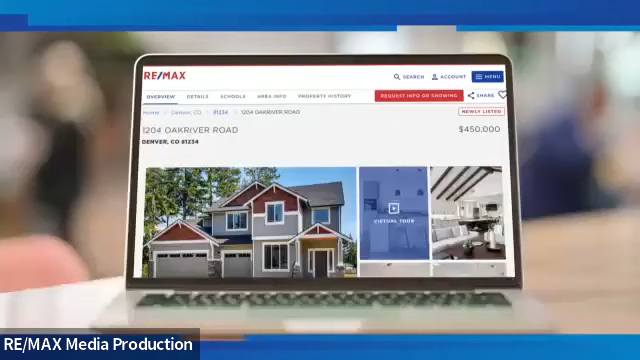 RE/MAX
SEARCH ACCOUNT MENU
OVERVIEW DETAILS SCHOOLS AREA INFO PROPERTY HISTORY REQUEST INFO OR SHOWING SHARE
Home Denver, CO 81234 1204 OAKRIVER ROAD NEWLY LISTED
1204 OAKRIVER ROAD $450,000
DENVER, CO 81234
VIRTUAL TOUR
RE/MAX Media Production